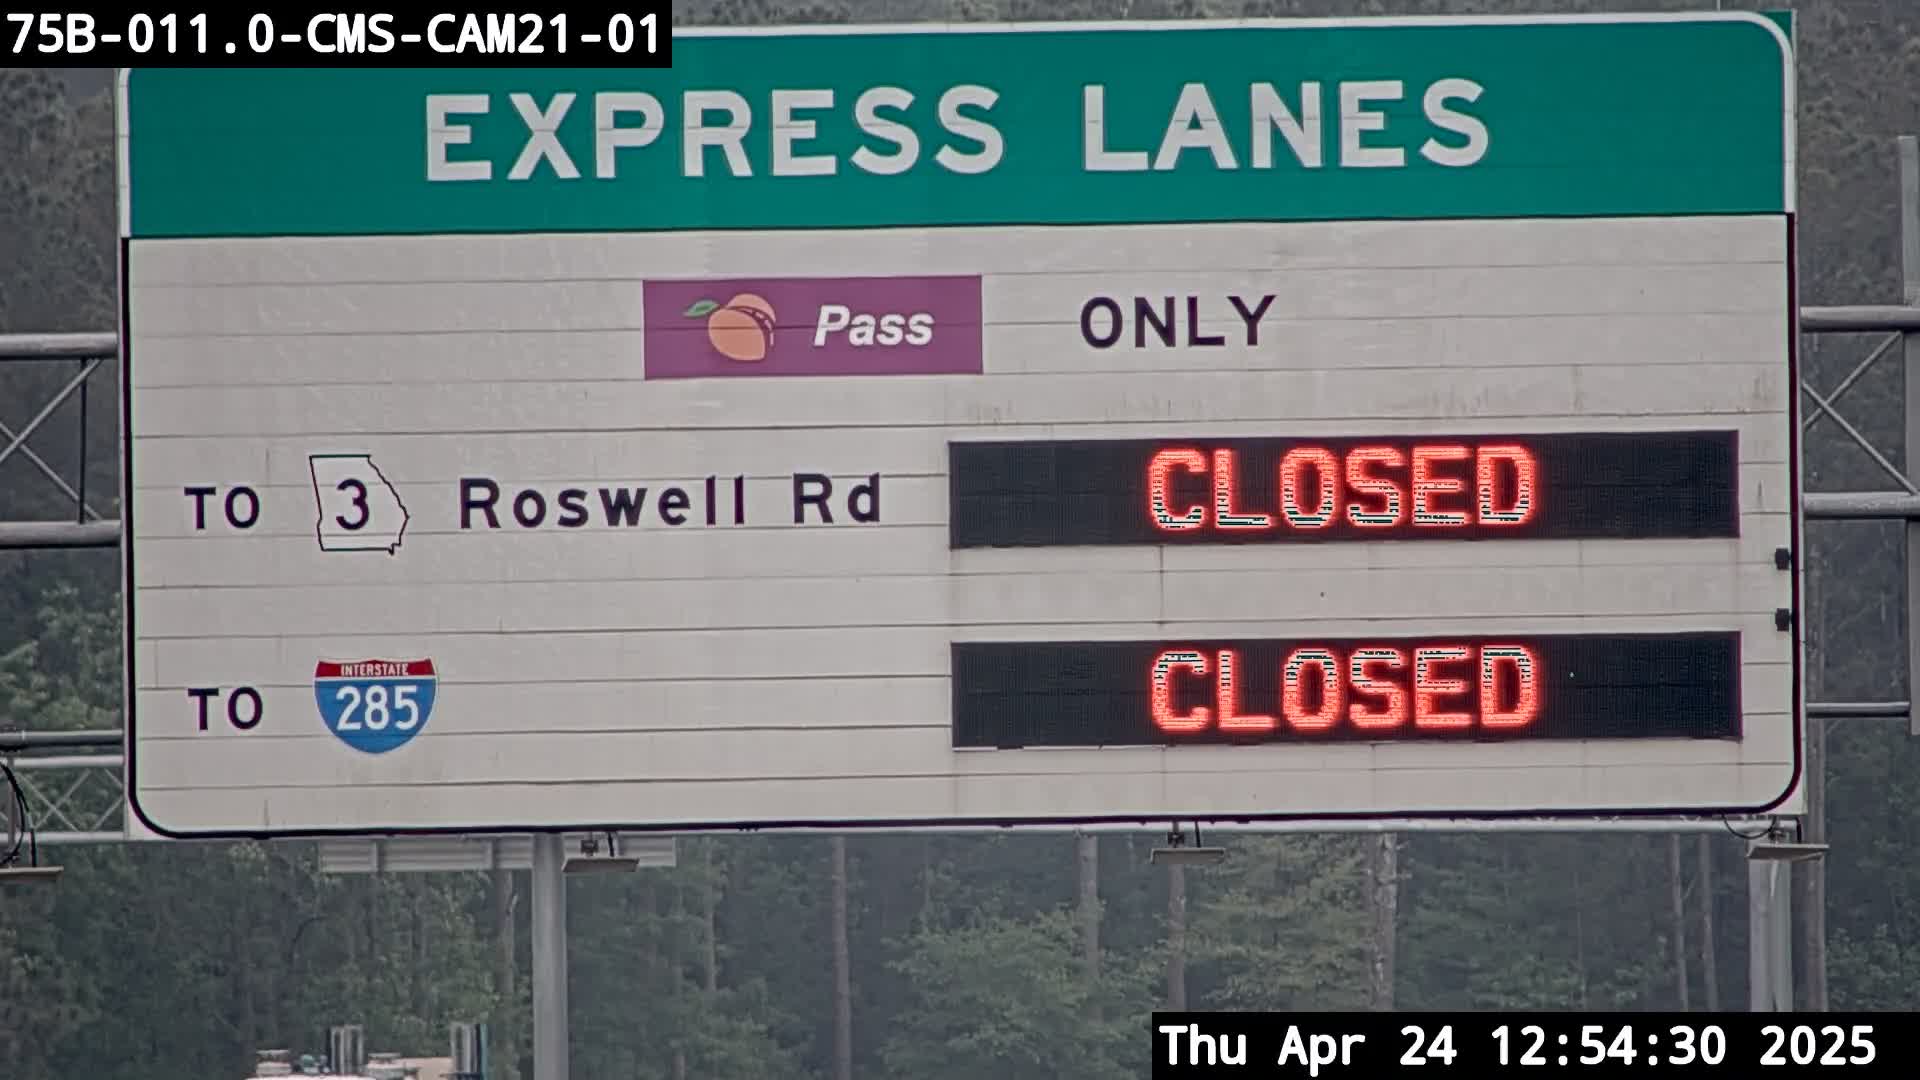 75B-011.0-CMS-CAM21-01
EXPRESS LANES
Pass ONLY
TO 3 Roswell Rd CLOSED
INTERSTATE
TO 285 CLOSED
Thu Apr 24 12:54:30 2025